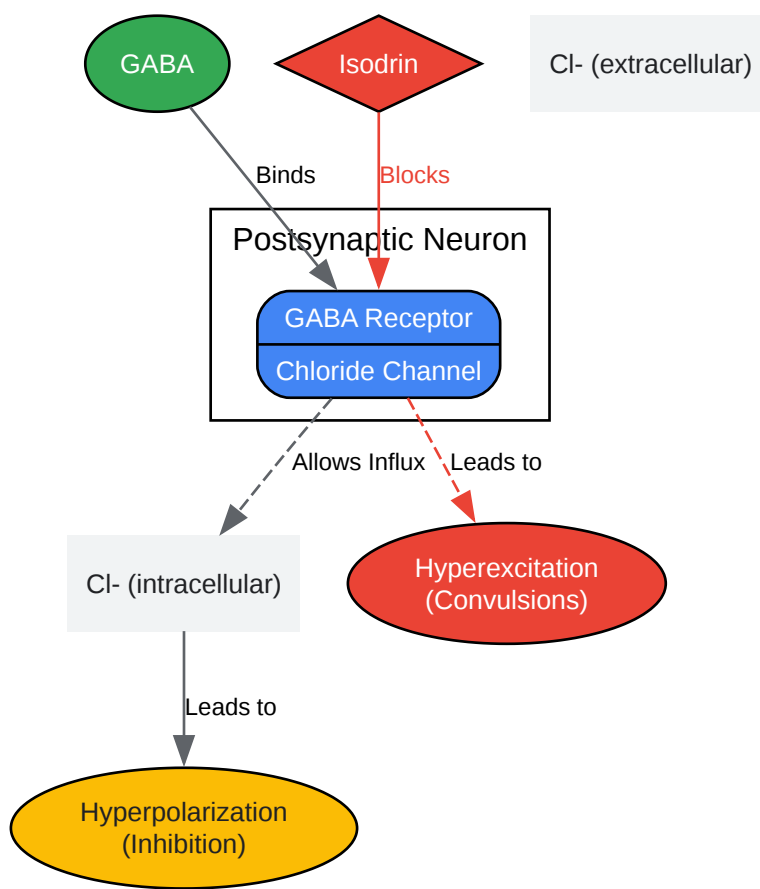 GABA
Isodrin
Cl- (extracellular)
Binds
Blocks
Postsynaptic Neuron
GABA Receptor
Chloride Channel
Allows Influx
Leads to
Cl- (intracellular)
Hyperexcitation
(Convulsions)
Leads to
Hyperpolarization
(Inhibition)